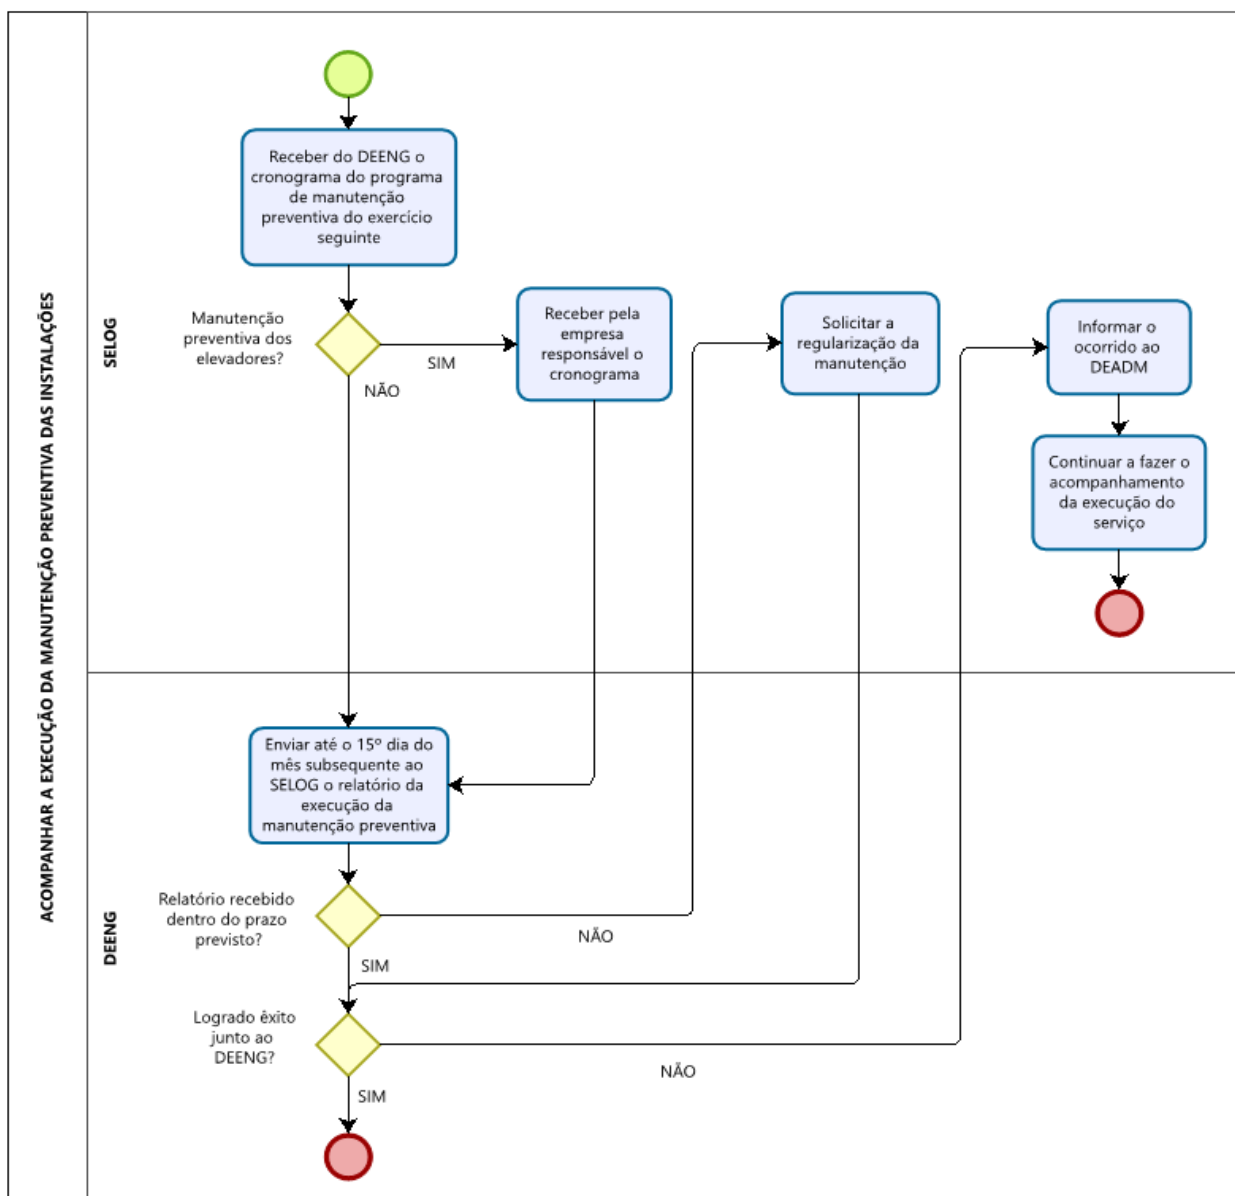 ACOMPANHAR A EXECUÇÃO DA MANUTENÇÃO PREVENTIVA DAS INSTALAÇÕES
SELOG
Receber do DEENG o
cronograma do programa
de manutenção
preventiva do exercício
seguinte
Manutenção
preventiva dos
elevadores?
SIM
NÃO
Receber pela
empresa
responsável o
cronograma
Solicitar a
regularização da
manutenção
Informar o
ocorrido ao
DEADM
Continuar a fazer o
acompanhamento
da execução do
serviço
DEENG
Enviar até o 15º dia do
mês subsequente ao
SELOG o relatório da
execução da
manutenção preventiva
Relatório recebido
dentro do prazo
previsto?
NÃO
SIM
Logrado êxito
junto ao
DEENG?
NÃO
SIM